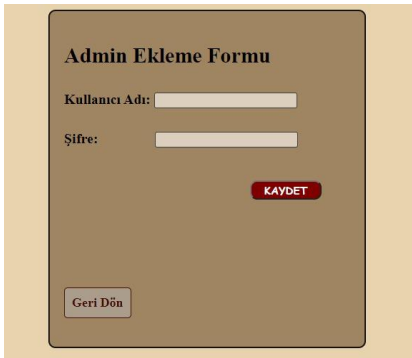 Admin Ekleme Formu
Kullanıcı Adı:
Şifre:
KAYDET
Geri Dön